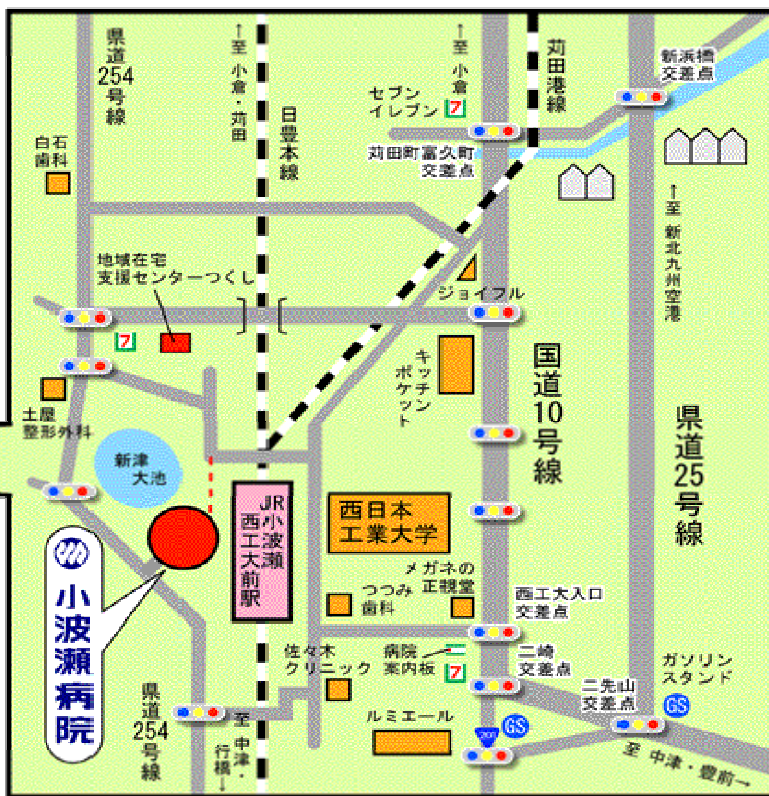 県道
254
号線
←至 小倉・苅田
日豊本線
←至 小倉
苅田港線
新浜橋
交差点
セブン
イレブン
7
苅田町富久町
交差点
白石
歯科
地域在宅
支援センターつくし
7
ジョイフル
↑至 新北九州空港
キッチン
ポケット
国道10号線
県道25号線
土屋
整形外科
新津
大池
JR小波瀬
西工大前駅
西日本
工業大学
小波瀬病院
つつみ
歯科
メガネの
正視堂
西工大入口
交差点
佐々木
クリニック
病院
案内板
7
二崎
交差点
二先山
交差点
ガソリン
スタンド
GS
県道
254
号線
至 中津・
行橋↓
ルミエール
GS
至 中津・豊前→